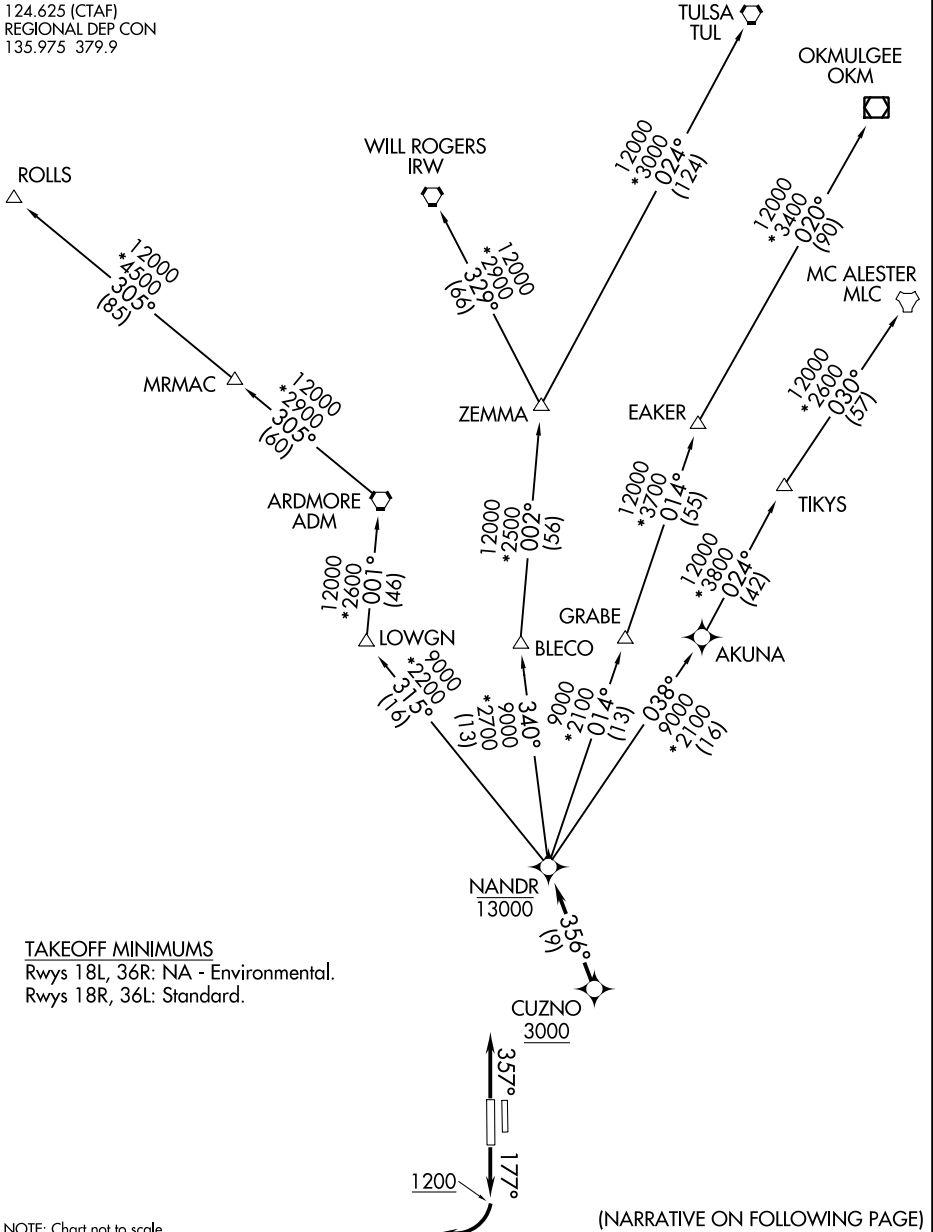 124.625 (CTAF)
REGIONAL DEP CON
135.975 379.9
TULSA
TUL
OKMULGEE
OKM
WILL ROGERS
IRW
12000
*3000
024°
(124)
ROLLS
12000
*3400
020°
(90)
MC ALESTER
MLC
12000
*4500
305°
(85)
12000
*2900
329°
(66)
MRMAC
12000
*2900
305°
(60)
ZEMMA
EAKER
12000
*2600
030°
(57)
ARDMORE
ADM
12000
*2500
002°
(56)
12000
*3700
014°
(55)
TIKYS
12000
*2600
001°
(46)
12000
*3800
024°
(42)
LOWGN
BLECO
GRABE
AKUNA
9000
*2200
315°
(16)
340°
9000
*2700
(13)
9000
*2100
014°
(13)
038°
9000
*2100
(16)
NANDR
13000
356°
(9)
TAKEOFF MINIMUMS
Rwys 18L, 36R: NA - Environmental.
Rwys 18R, 36L: Standard.
CUZNO
3000
357°
177°
1200
NOTE: Chart not to scale
(NARRATIVE ON FOLLOWING PAGE)